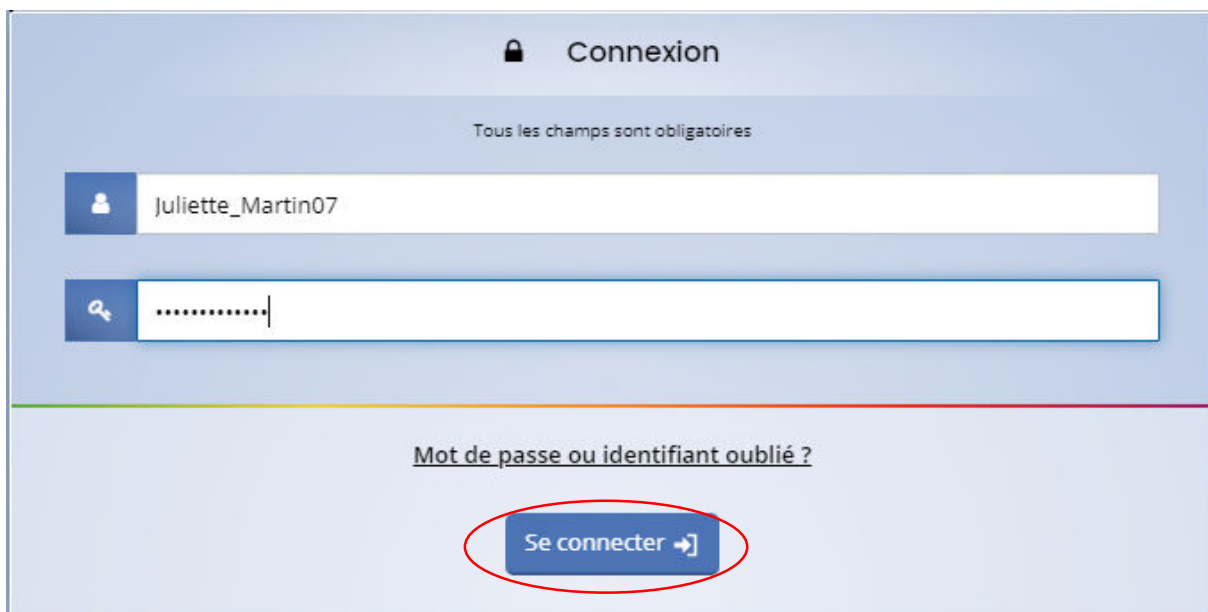 Connexion
Tous les champs sont obligatoires
Juliette_Martin07
•••••••••••••
Mot de passe ou identifiant oublié ?
Se connecter